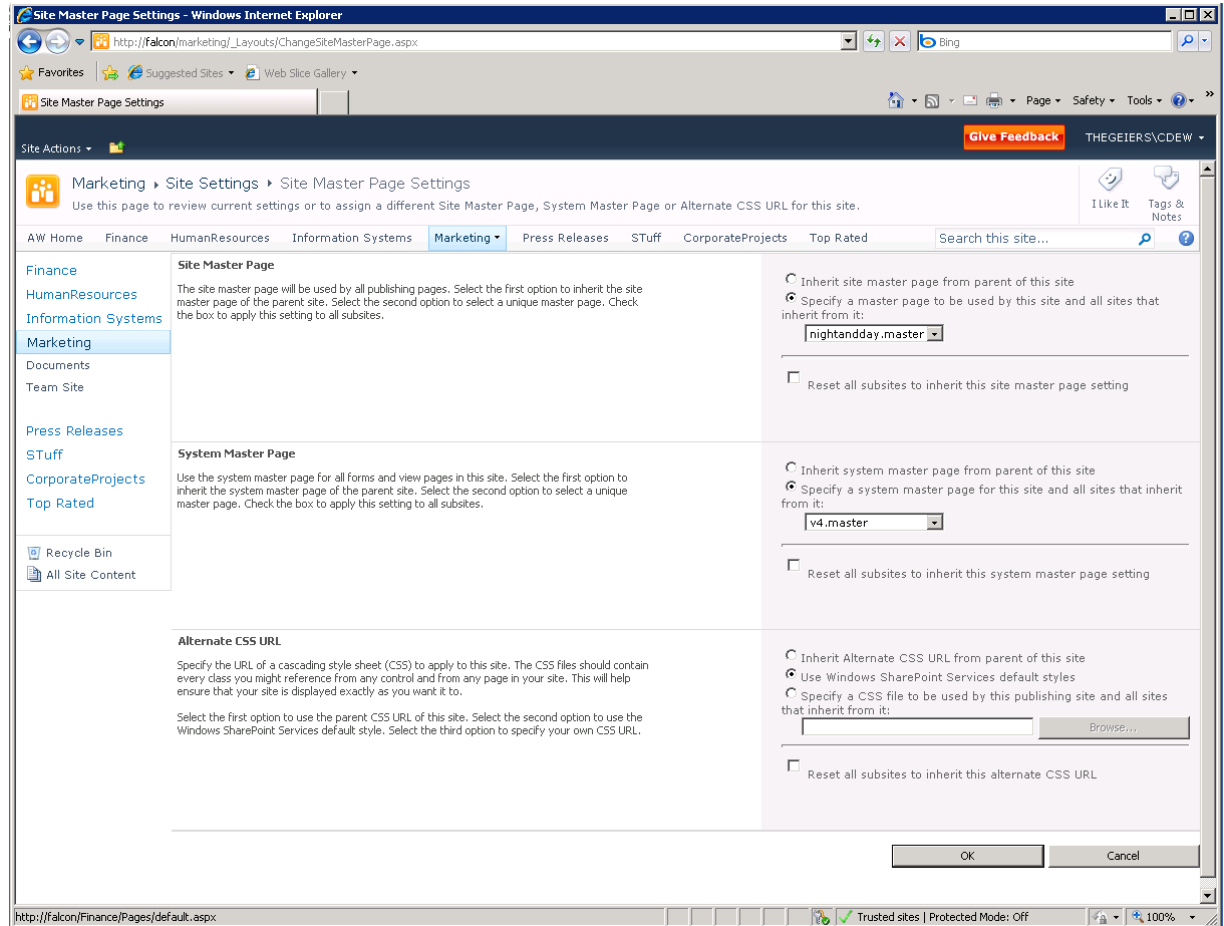 Site Master Page Settings - Windows Internet Explorer
http://falcon/marketing/_Layouts/ChangeSiteMasterPage.aspx
Bing
Favorites
Suggested Sites
Web Slice Gallery
Site Master Page Settings
Page
Safety
Tools
»
Site Actions
Give Feedback
THEGEIERS\CDEW
Marketing Site Settings Site Master Page Settings
Use this page to review current settings or to assign a different Site Master Page, System Master Page or Alternate CSS URL for this site.
I Like It
Tags &
Notes
AW Home
Finance
HumanResources
Information Systems
Marketing
Press Releases
STuff
CorporateProjects
Top Rated
Search this site...
Finance
HumanResources
Information Systems
Marketing
Documents
Team Site
Press Releases
STuff
CorporateProjects
Top Rated
Recycle Bin
All Site Content
Site Master Page
The site master page will be used by all publishing pages. Select the first option to inherit the site
master page of the parent site. Select the second option to select a unique master page. Check
the box to apply this setting to all subsites.
Inherit site master page from parent of this site
Specify a master page to be used by this site and all sites that
inherit from it:
nightandday.master
Reset all subsites to inherit this site master page setting
System Master Page
Use the system master page for all forms and view pages in this site. Select the first option to
inherit the system master page of the parent site. Select the second option to select a unique
master page. Check the box to apply this setting to all subsites.
Inherit system master page from parent of this site
Specify a system master page for this site and all sites that inherit
from it:
v4.master
Reset all subsites to inherit this system master page setting
Alternate CSS URL
Specify the URL of a cascading style sheet (CSS) to apply to this site. The CSS files should contain
every class you might reference from any control and from any page in your site. This will help
ensure that your site is displayed exactly as you want it to.
Select the first option to use the parent CSS URL of this site. Select the second option to use the
Windows SharePoint Services default style. Select the third option to specify your own CSS URL.
Inherit Alternate CSS URL from parent of this site
Use Windows SharePoint Services default styles
Specify a CSS file to be used by this publishing site and all sites
that inherit from it:
Browse...
Reset all subsites to inherit this alternate CSS URL
OK
Cancel
http://falcon/Finance/Pages/default.aspx
Trusted sites | Protected Mode: Off
100%